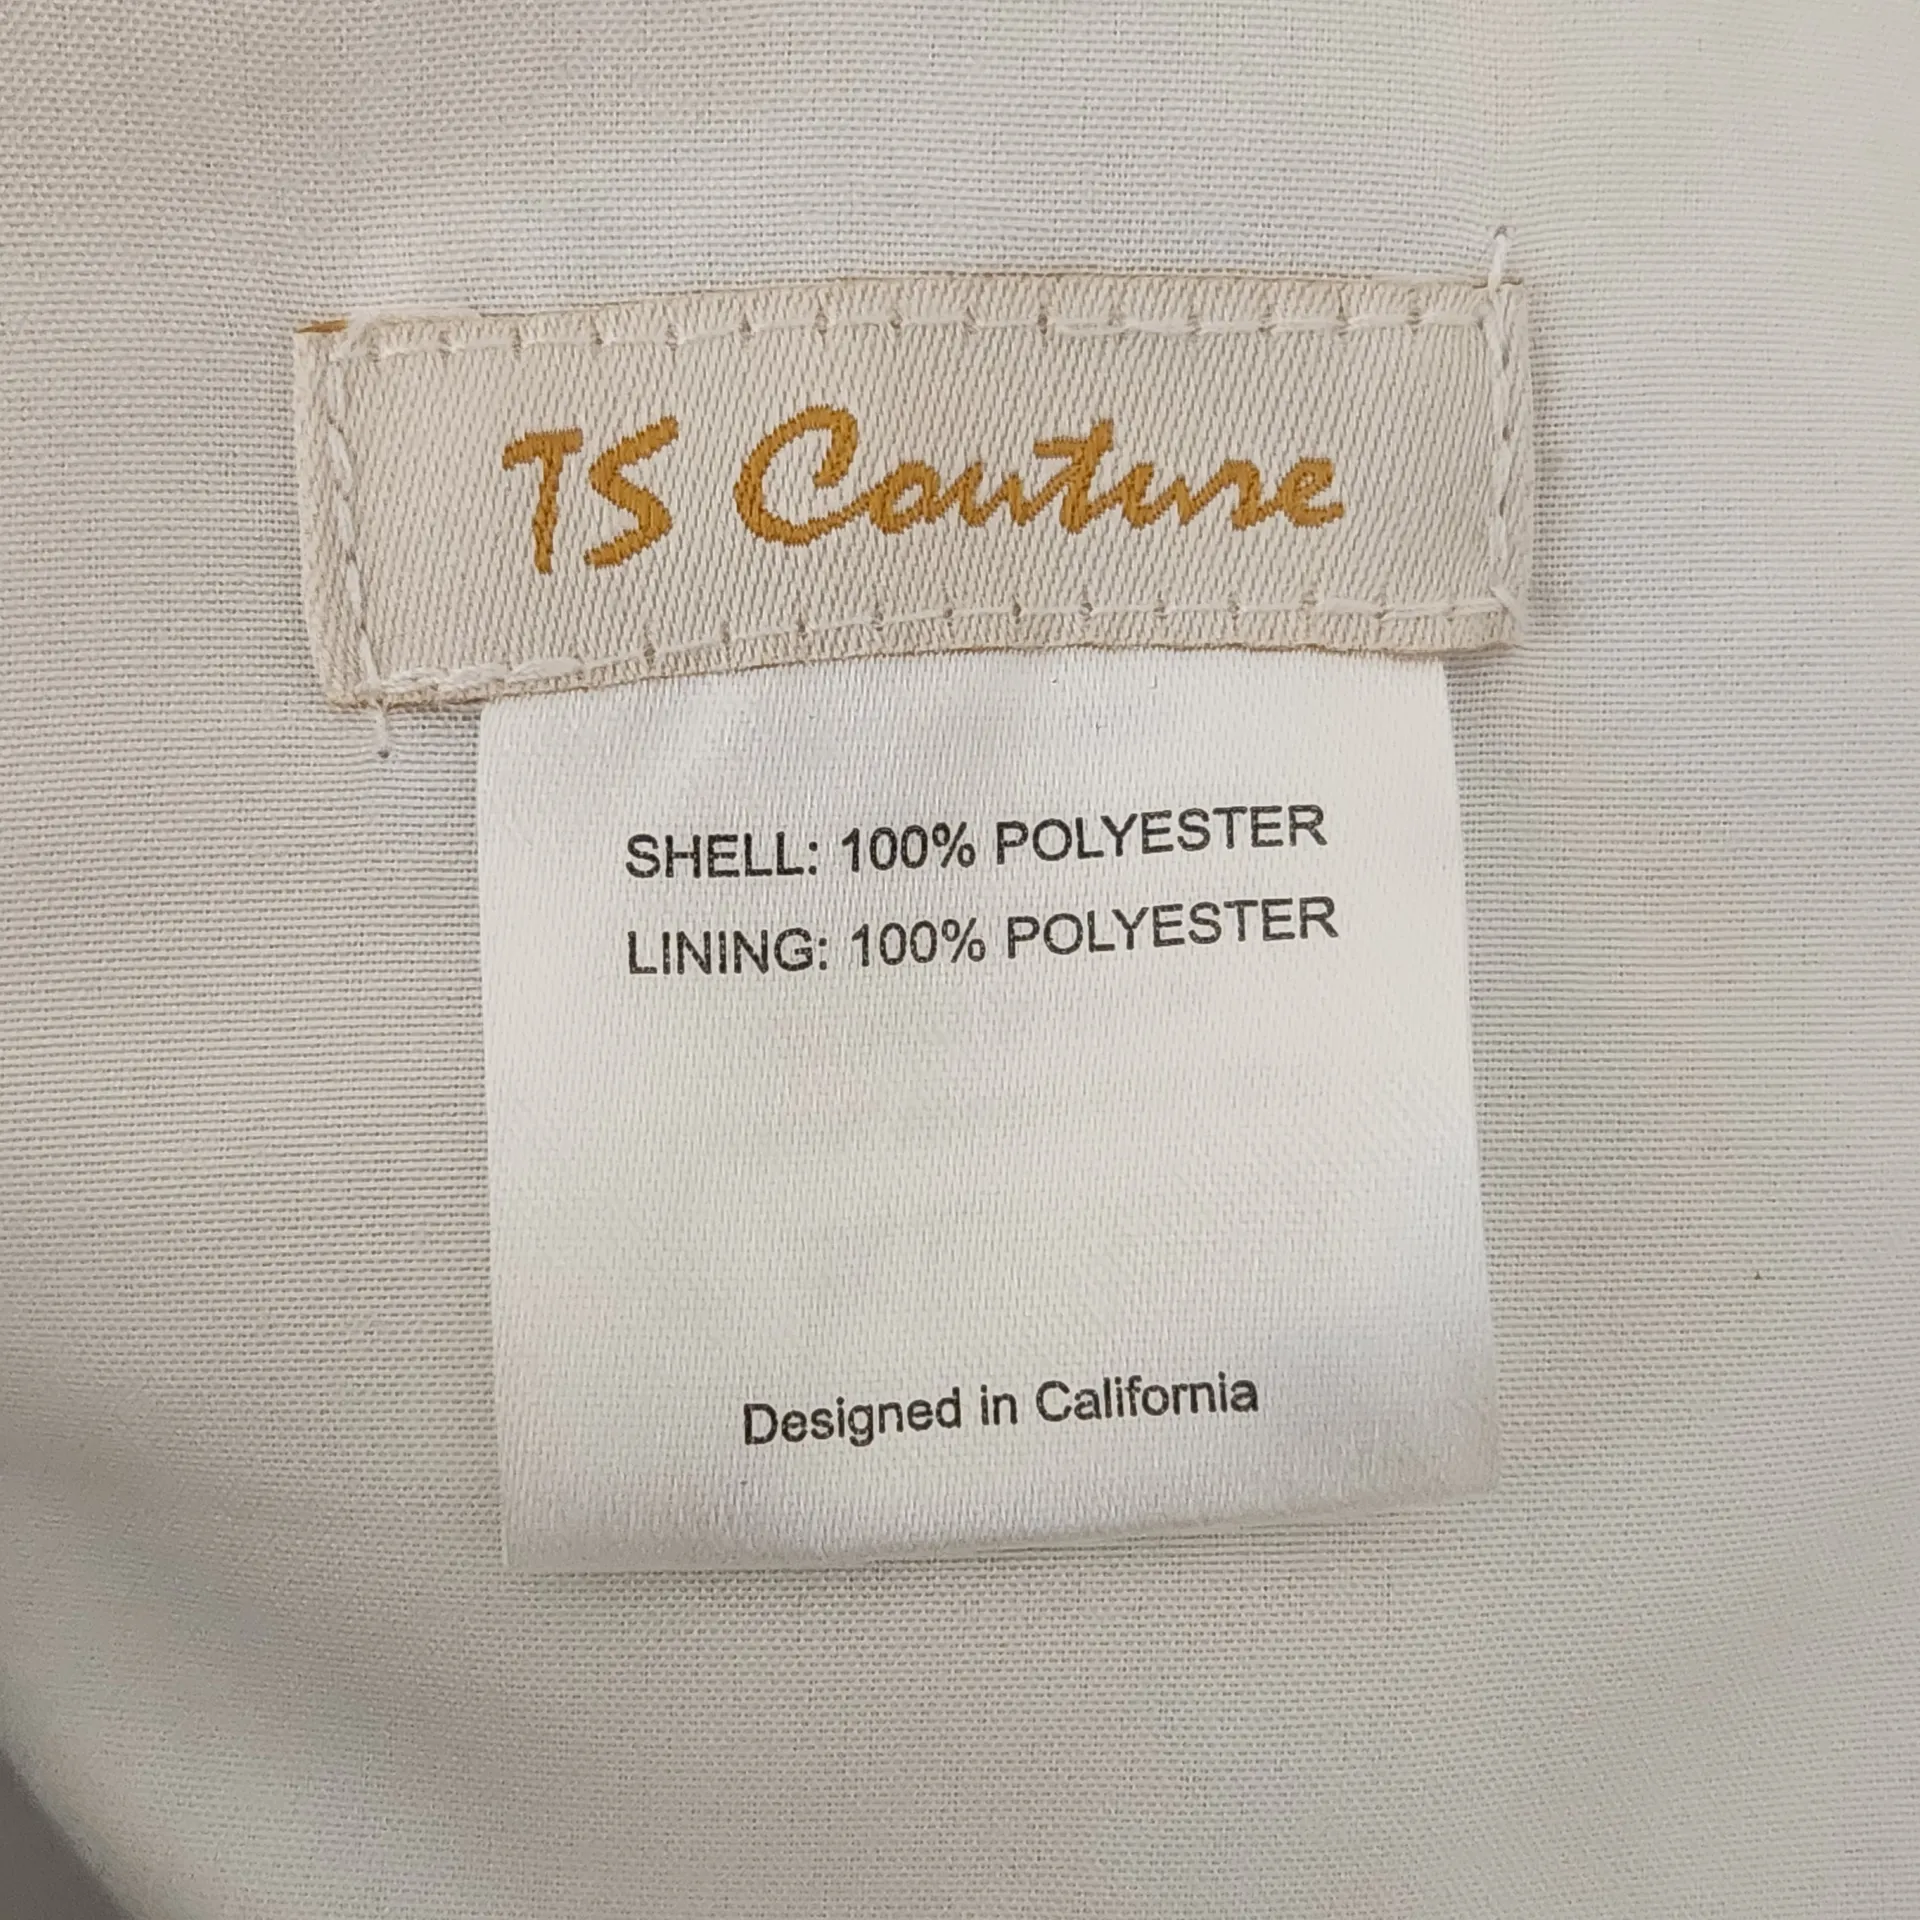 TS Couture
SHELL: 100% POLYESTER
LINING: 100% POLYESTER
Designed in California